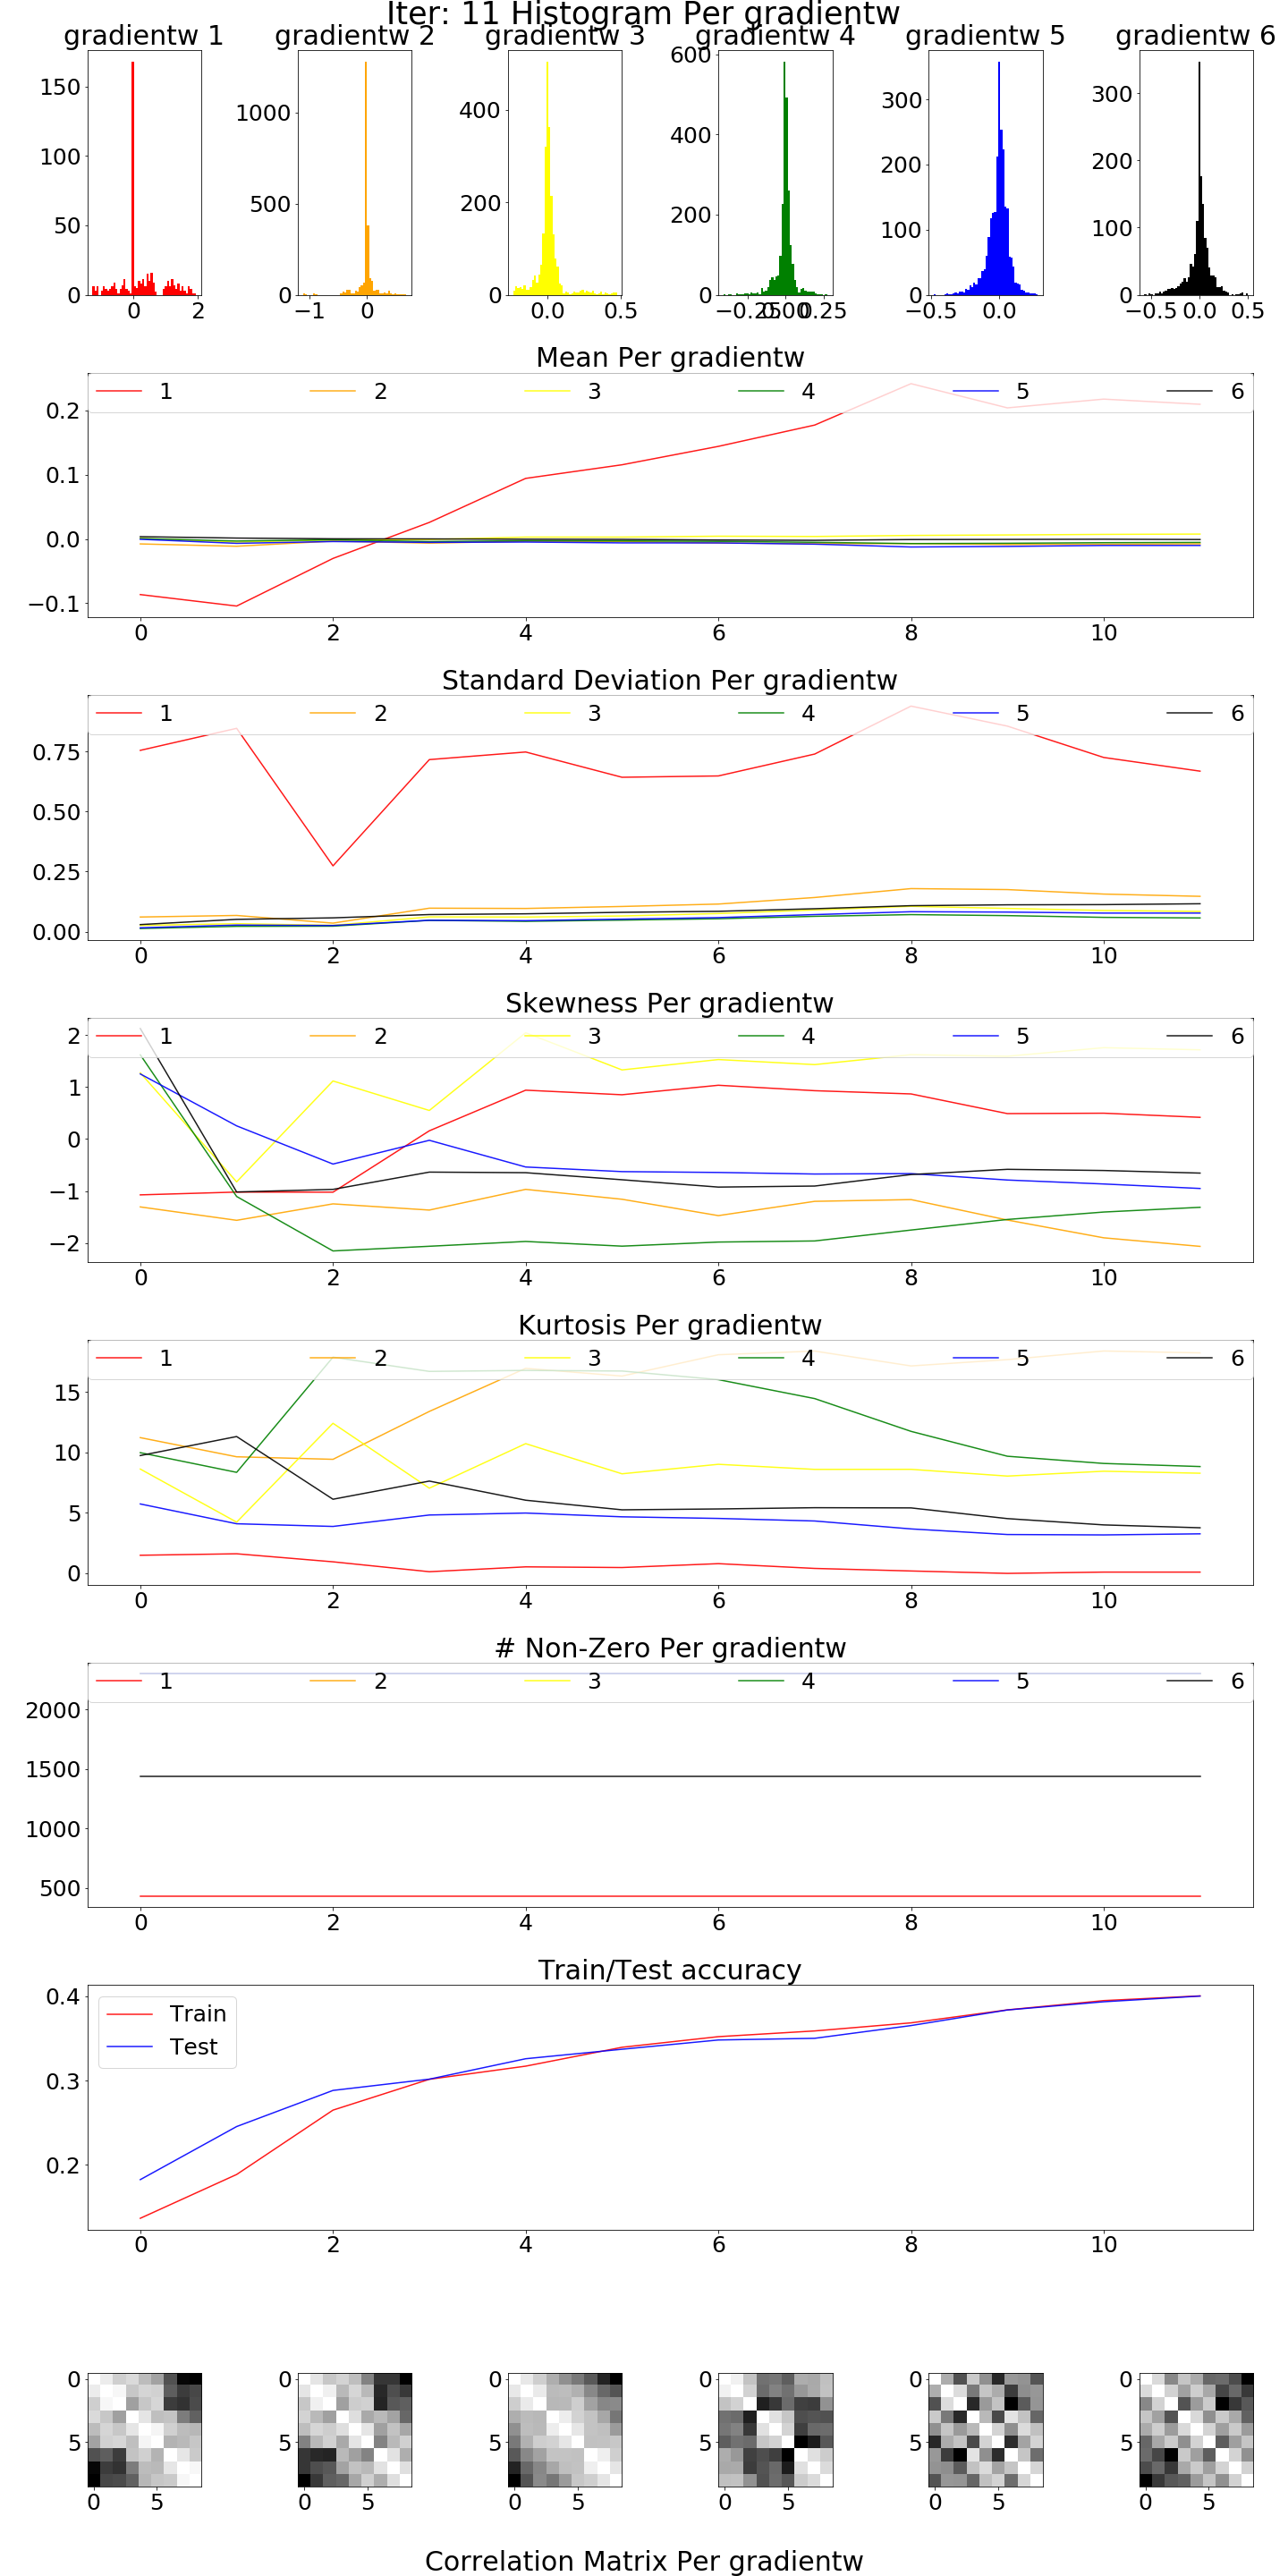 Iter: 11 Histogram Per gradientw
gradientw 1 gradientw 2 gradientw 3 gradientw 4 gradientw 5 gradientw 6
150
100
50
0
0 2
1000
500
0
−1 0
400
200
0
0.0 0.5
600
400
200
0
−0.25 0.00 0.25
300
200
100
0
−0.5 0.0
300
200
100
0
−0.5 0.0 0.5
Mean Per gradientw
1 2 3 4 5 6
0.2
0.1
0.0
−0.1
0 2 4 6 8 10
Standard Deviation Per gradientw
1 2 3 4 5 6
0.75
0.50
0.25
0.00
0 2 4 6 8 10
Skewness Per gradientw
1 2 3 4 5 6
2
1
0
−1
−2
0 2 4 6 8 10
Kurtosis Per gradientw
1 2 3 4 5 6
15
10
5
0
0 2 4 6 8 10
# Non-Zero Per gradientw
1 2 3 4 5 6
2000
1500
1000
500
0 2 4 6 8 10
Train/Test accuracy
Train
Test
0.4
0.3
0.2
0 2 4 6 8 10
0
5
0 5
0
5
0 5
0
5
0 5
0
5
0 5
0
5
0 5
0
5
0 5
Correlation Matrix Per gradientw